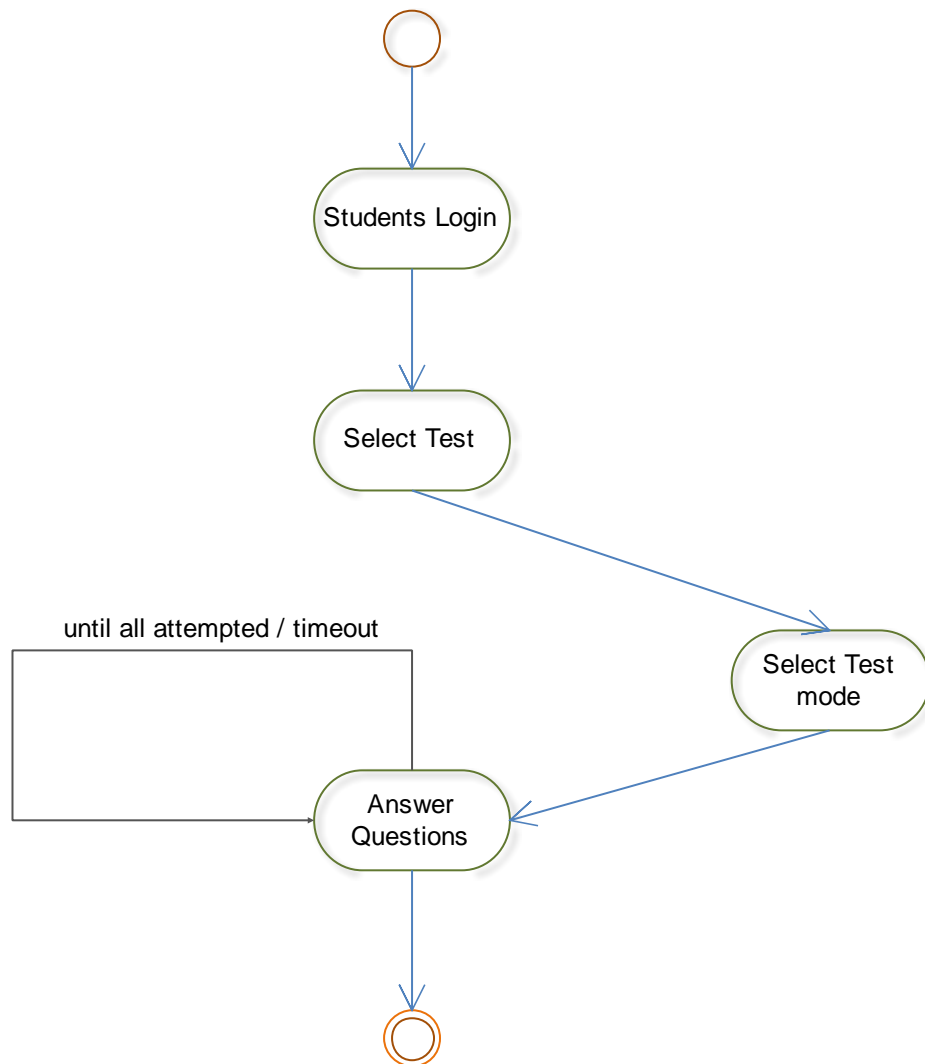 Students Login
Select Test
until all attempted / timeout
Select Test
mode
Answer
Questions